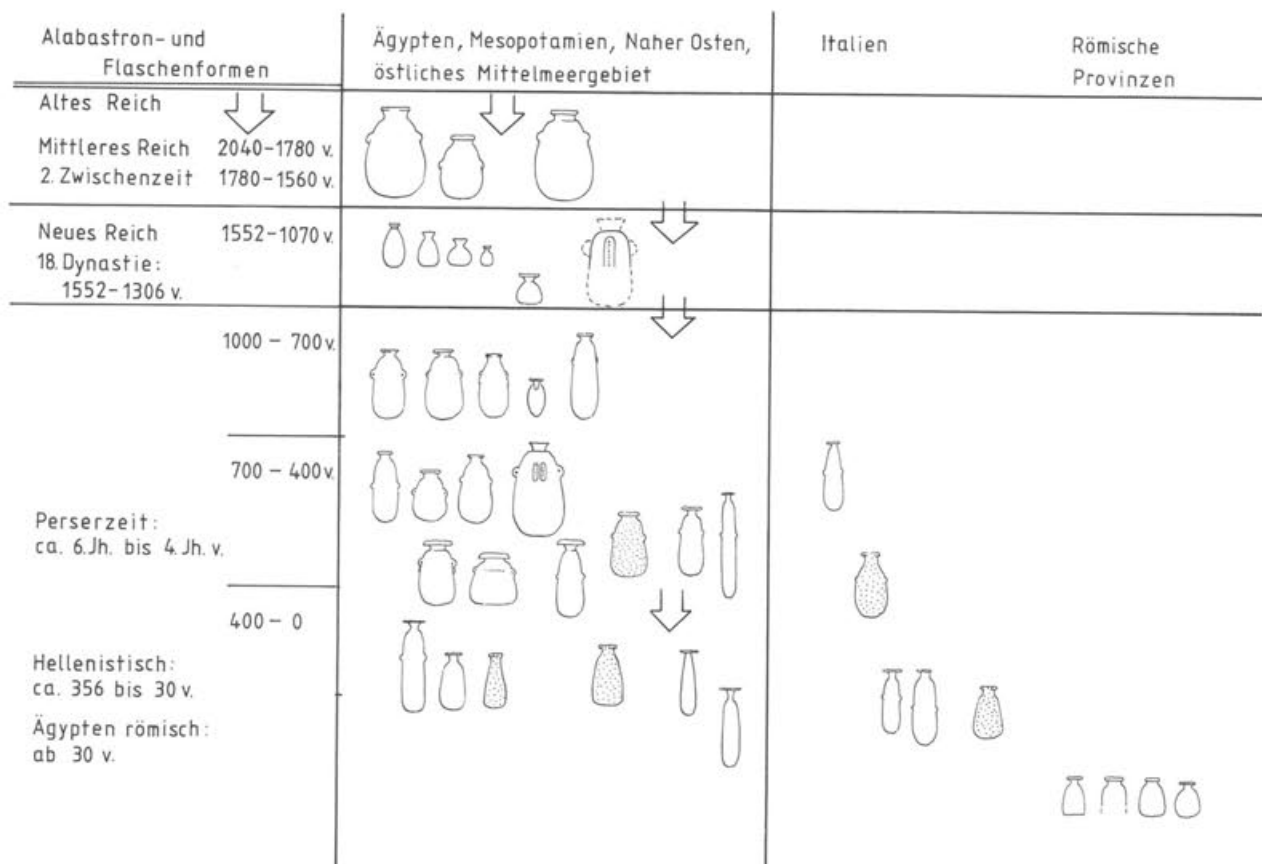 Alabastron- und
Flaschenformen
Ägypten, Mesopotamien, Naher Osten,
östliches Mittelmeergebiet
Italien
Römische
Provinzen
Altes Reich
Mittleres Reich 2040-1780 v.
2. Zwischenzeit 1780-1560 v.
Neues Reich 1552-1070 v.
18. Dynastie:
1552-1306 v.
1000 - 700 v.
700 - 400 v.
Perserzeit:
ca. 6. Jh. bis 4. Jh. v.
400 - 0
Hellenistisch:
ca. 356 bis 30 v.
Ägypten römisch:
ab 30 v.